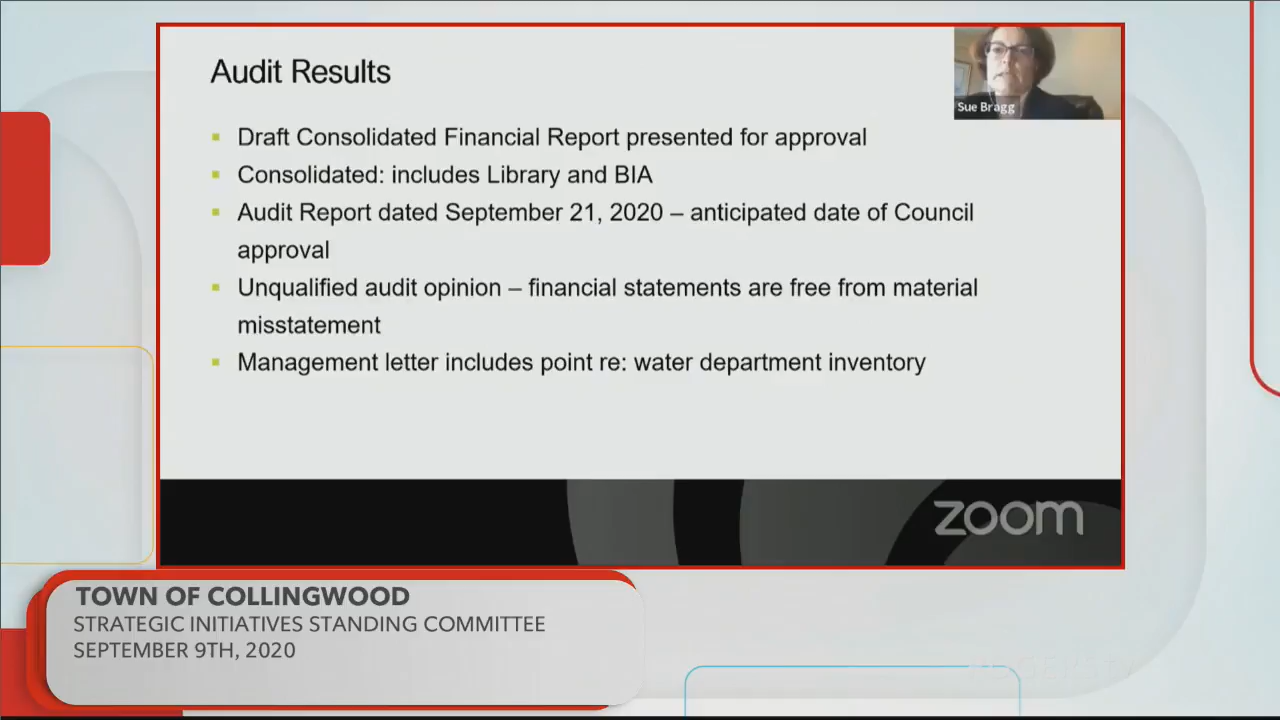 Audit Results
Sue Bragg
Draft Consolidated Financial Report presented for approval
Consolidated: includes Library and BIA
Audit Report dated September 21, 2020 – anticipated date of Council
approval
Unqualified audit opinion – financial statements are free from material
misstatement
Management letter includes point re: water department inventory
zoom
TOWN OF COLLINGWOOD
STRATEGIC INITIATIVES STANDING COMMITTEE
SEPTEMBER 9TH, 2020